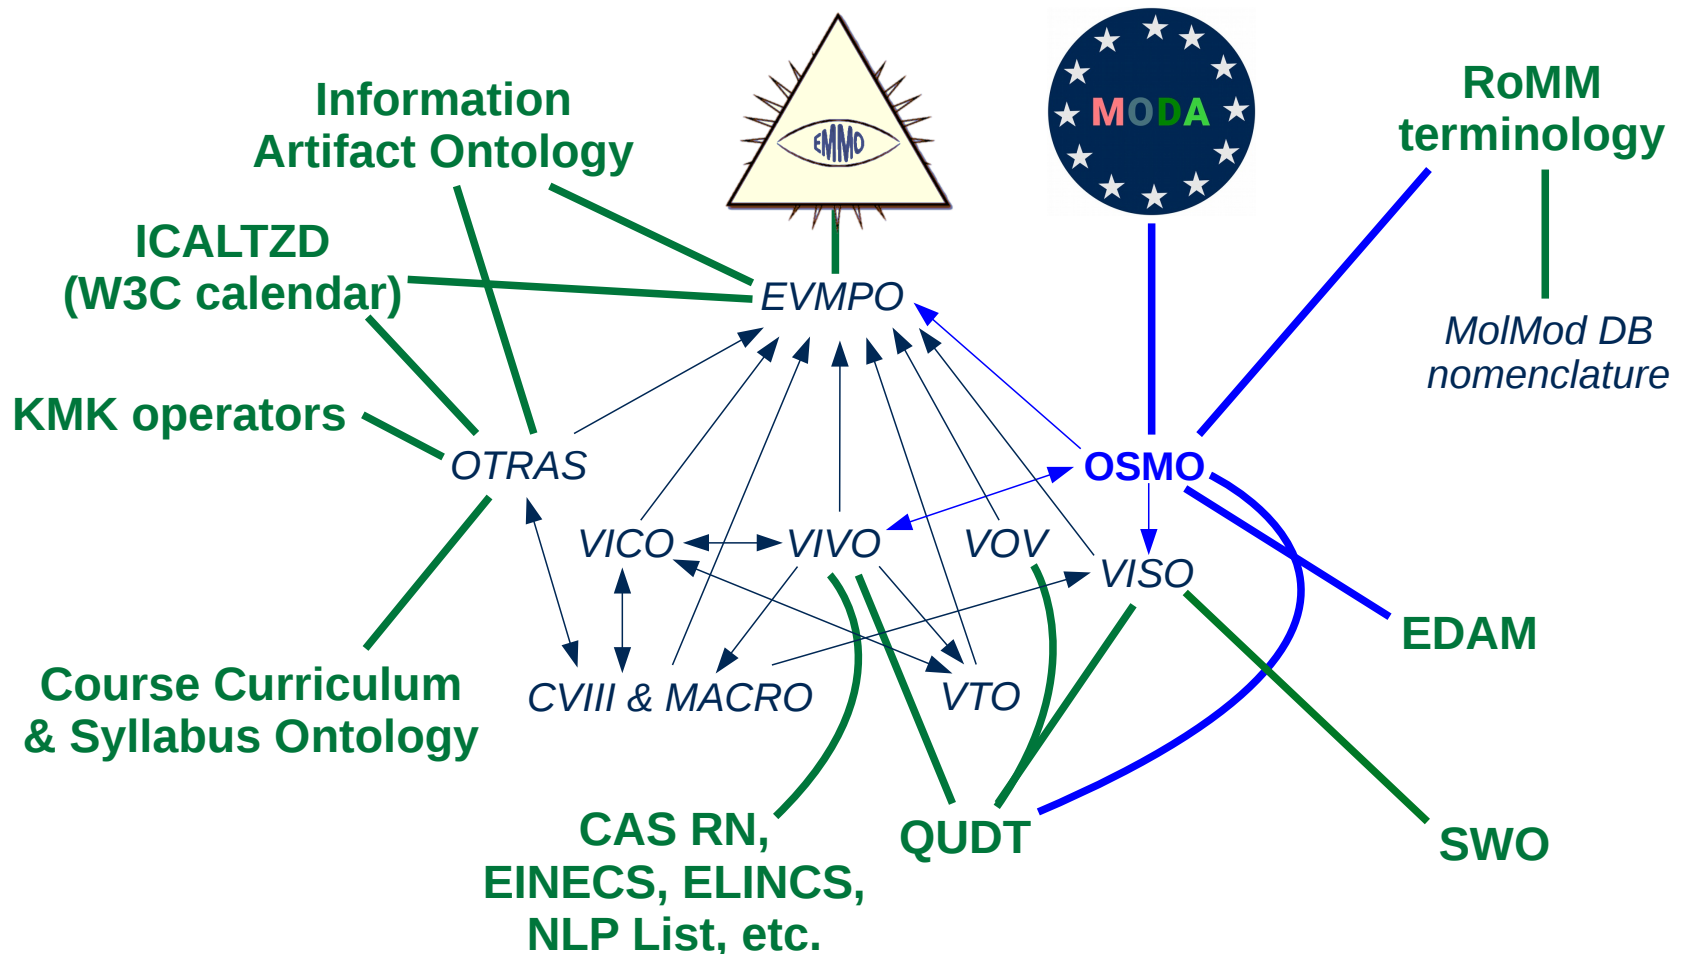 Information
Artifact Ontology
EMMO
MODA
RoMM
terminology
ICALTZD
(W3C calendar)
EVMPO
MolMod DB
nomenclature
KMK operators
OTRAS
OSMO
VICO
VIVO
VOV
VISO
EDAM
Course Curriculum
& Syllabus Ontology
CVIII & MACRO
VTO
CAS RN,
EINECS, ELINCS,
NLP List, etc.
QUDT
SWO